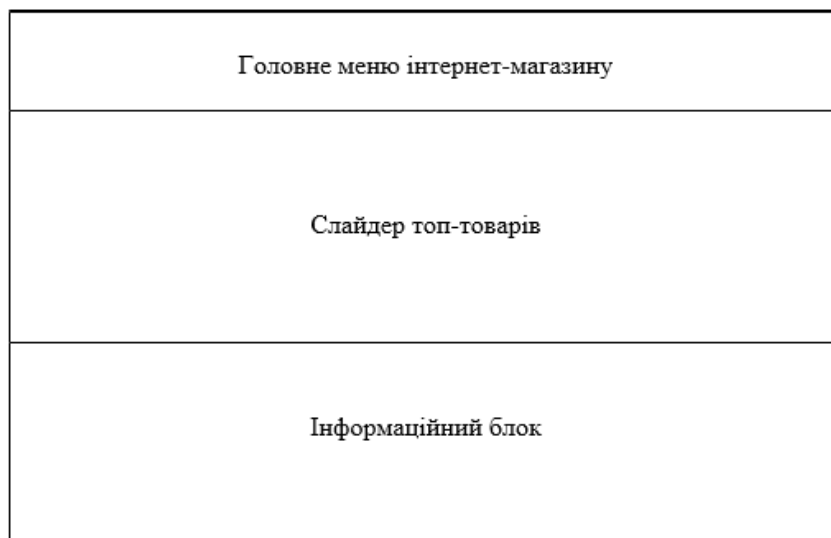 Головне меню інтернет-магазину
Слайдер топ-товарів
Інформаційний блок